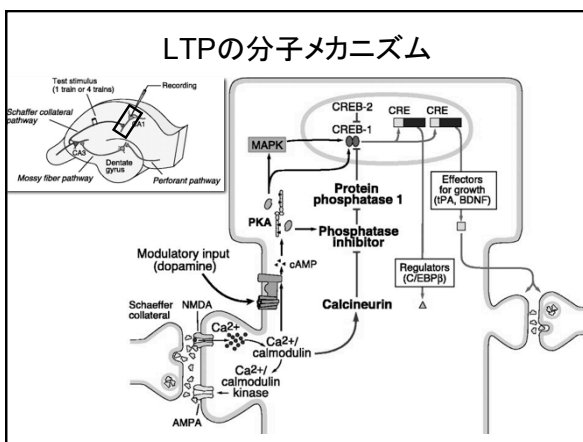 LTPの分子メカニズム
Test stimulus
(1 train or 4 trains)
Recording
Schaffer collateral
pathway
CA1
CA3
Dentate
gyrus
Mossy fiber pathway
Perforant pathway
CREB-2
CRE
CRE
CREB-1
MAPK
Protein
phosphatase 1
Effectors
for growth
(tPA, BDNF)
PKA
Phosphatase
inhibitor
Modulatory input
(dopamine)
cAMP
Regulators
(C/EBPβ)
Schaeffer
collateral
NMDA
Calcineurin
Ca2+
Ca2+/
calmodulin
Ca2+/
calmodulin
kinase
AMPA